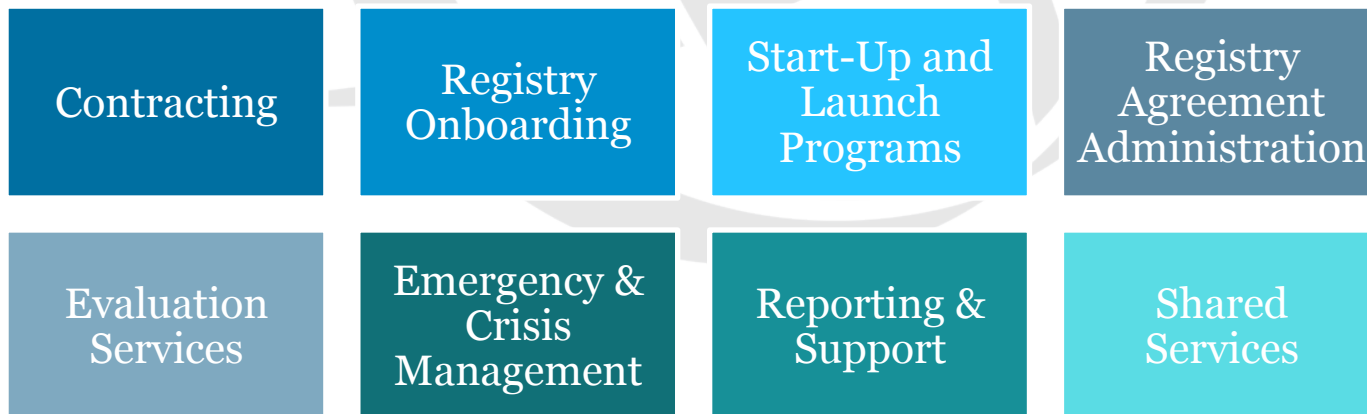 Contracting
Registry
Onboarding
Start-Up and
Launch
Programs
Registry
Agreement
Administration
Evaluation
Services
Emergency &
Crisis
Management
Reporting &
Support
Shared
Services